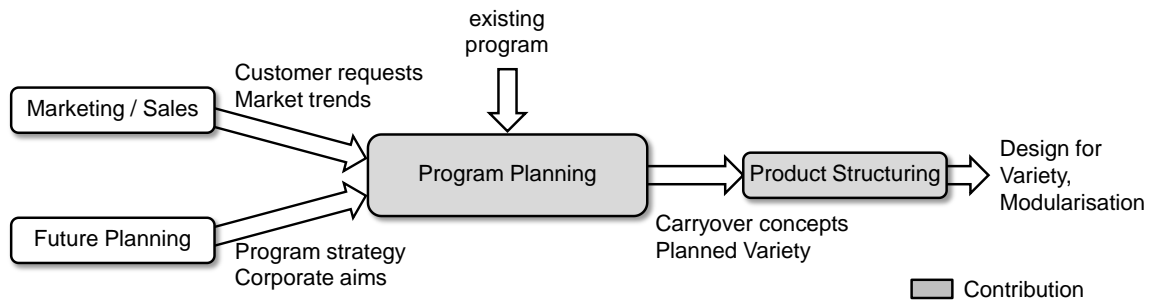 existing
program
Customer requests
Market trends
Marketing / Sales
Program Planning
Product Structuring
Design for
Variety,
Modularisation
Future Planning
Program strategy
Corporate aims
Carryover concepts
Planned Variety
Contribution